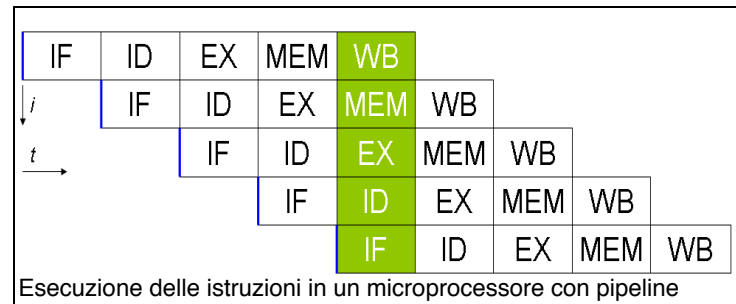 IF ID EX MEM WB
i IF ID EX MEM WB
t IF ID EX MEM WB
IF ID EX MEM WB
IF ID EX MEM WB
Esecuzione delle istruzioni in un microprocessore con pipeline